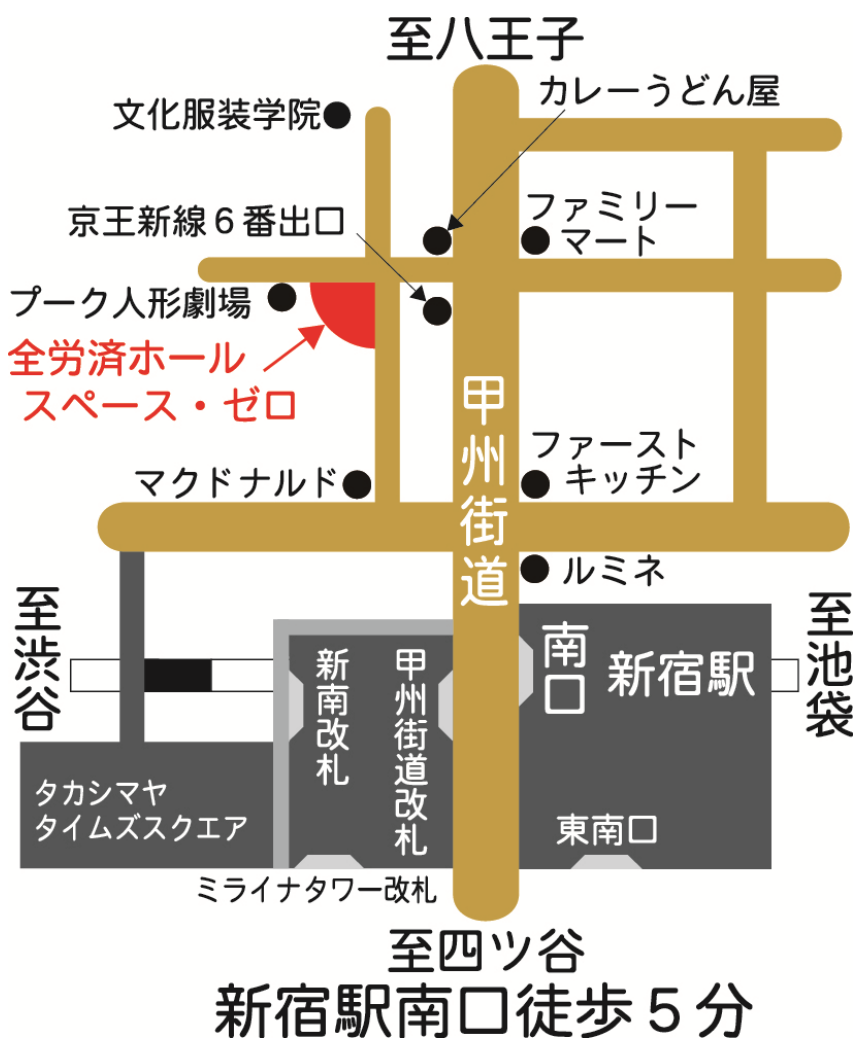 至八王子
カレーうどん屋
文化服装学院
京王新線6番出口
ファミリー
マート
プーク人形劇場
全労済ホール
スペース・ゼロ
甲州街道
ファースト
キッチン
マクドナルド
ルミネ
至渋谷
新南改札
甲州街道改札
南口
新宿駅
至池袋
タカシマヤ
タイムズスクエア
東南口
ミライナタワー改札
至四ツ谷
新宿駅南口徒歩5分